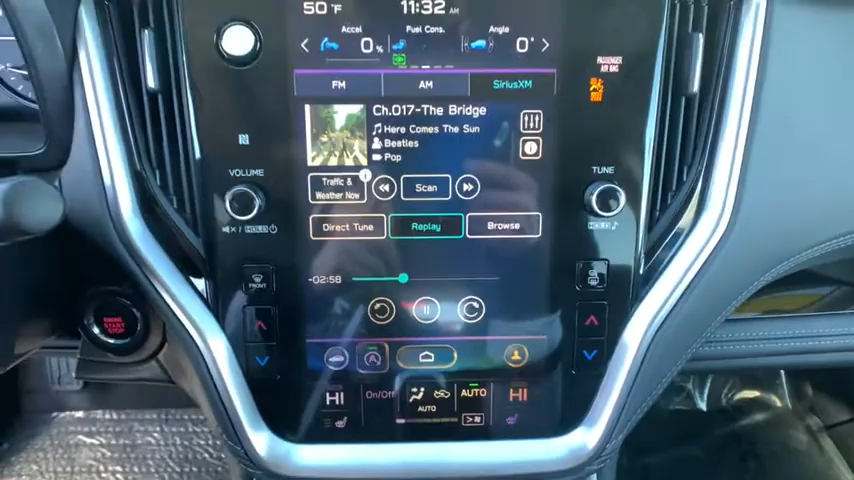 50 °F 11:32 AM
Accel Fuel Cons. Angle
0 % 0°
PASSENGER
AIR BAG
FM AM SiriusXM
Ch.017-The Bridge
Here Comes The Sun
Beatles
Pop
VOLUME TUNE
Traffic & Weather Now Scan
HOLD HOLD
Direct Tune Replay Browse
-02:58
FRONT
ENGINE
START
STOP
HI On/Off AUTO AUTO HI